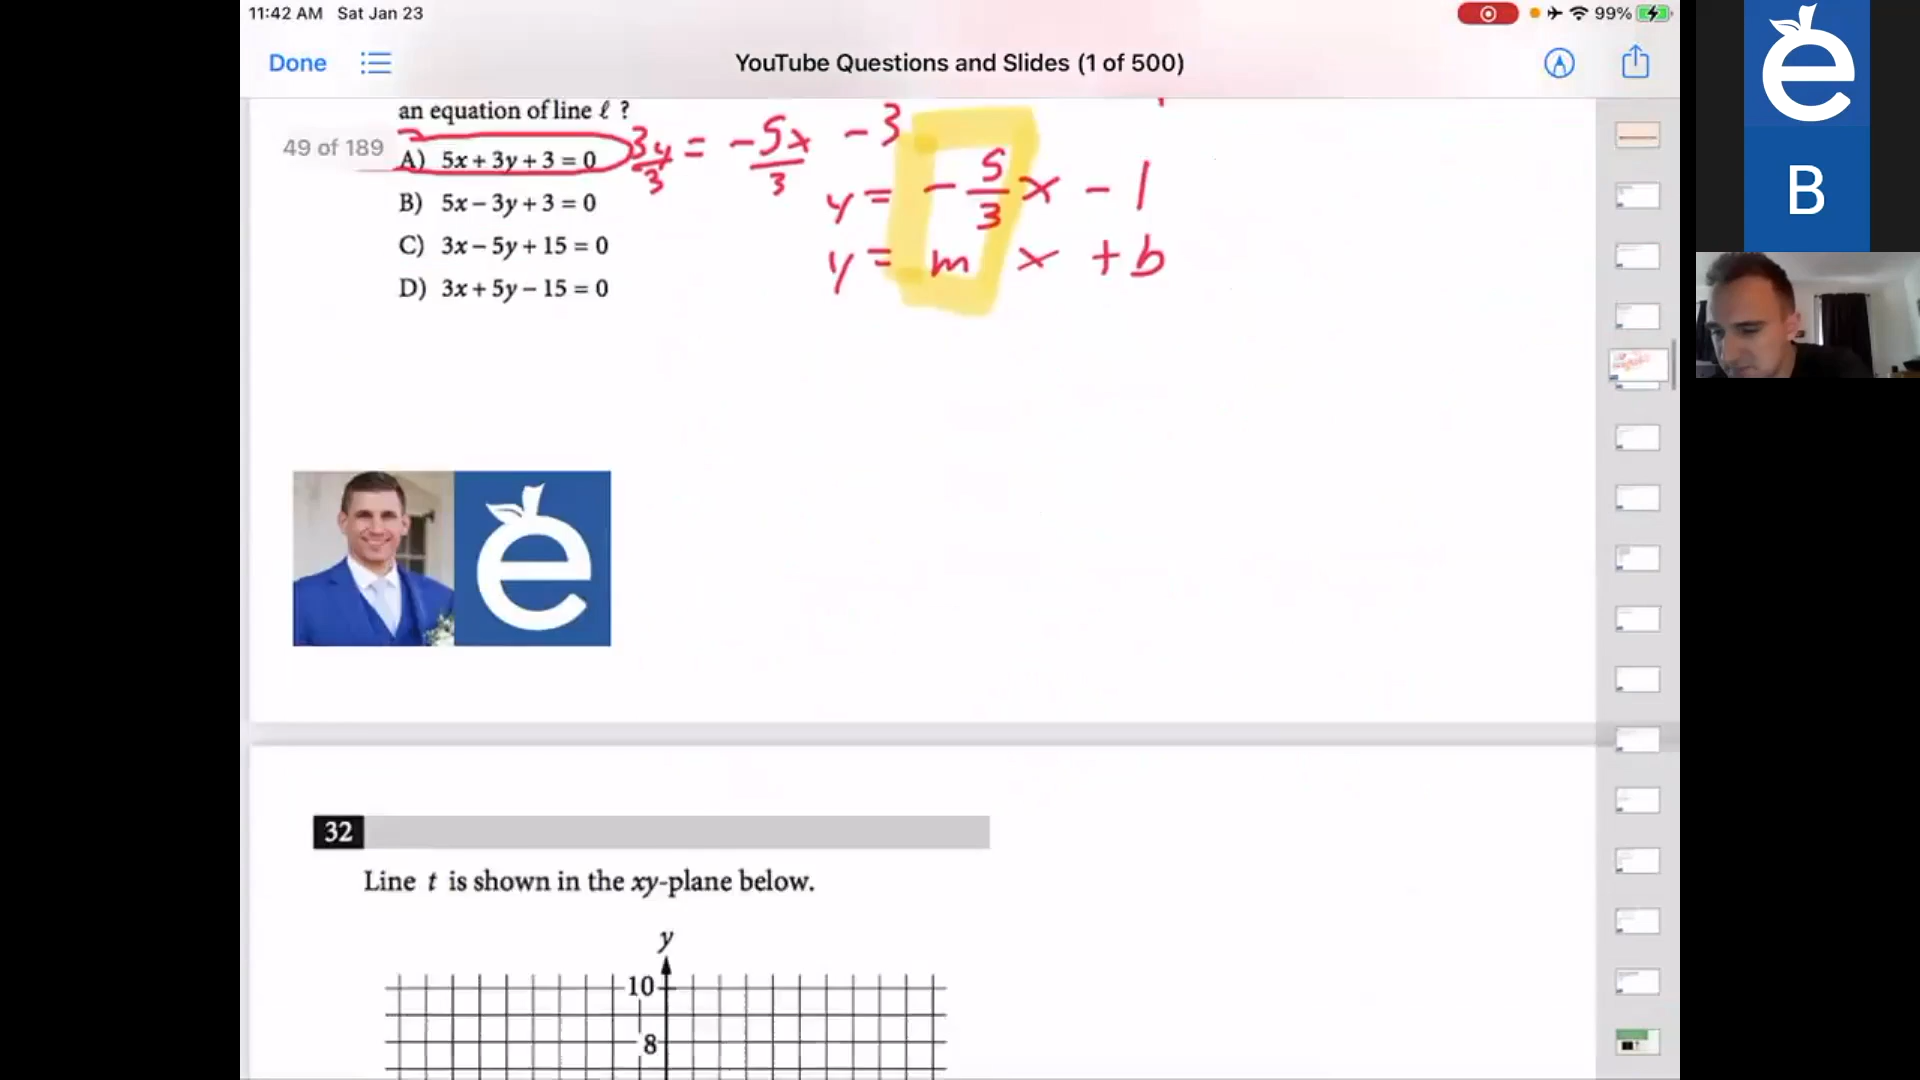 11:42 AM Sat Jan 23
99%
Done
YouTube Questions and Slides (1 of 500)
an equation of line ℓ ?
49 of 189
A) 5x + 3y + 3 = 0
B) 5x − 3y + 3 = 0
C) 3x − 5y + 15 = 0
D) 3x + 5y − 15 = 0
3y/3 = -5x/3 - 3
y = - 5/3 x - 1
y = m x + b
e
B
e
32
Line t is shown in the xy-plane below.
y
10
8